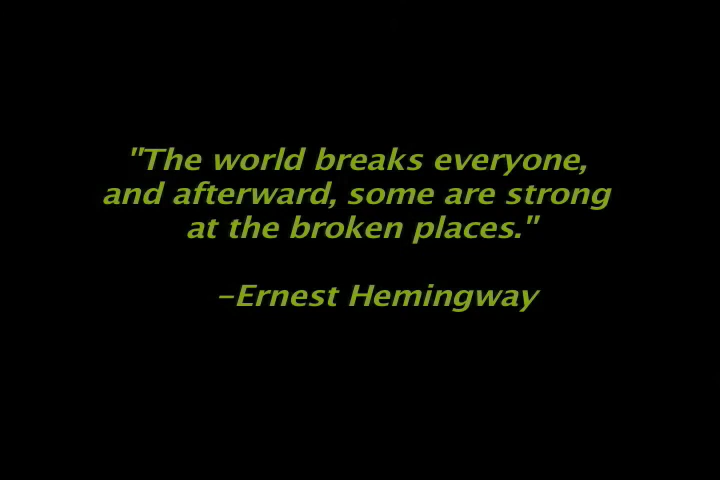 "The world breaks everyone,
and afterward, some are strong
at the broken places."
–Ernest Hemingway